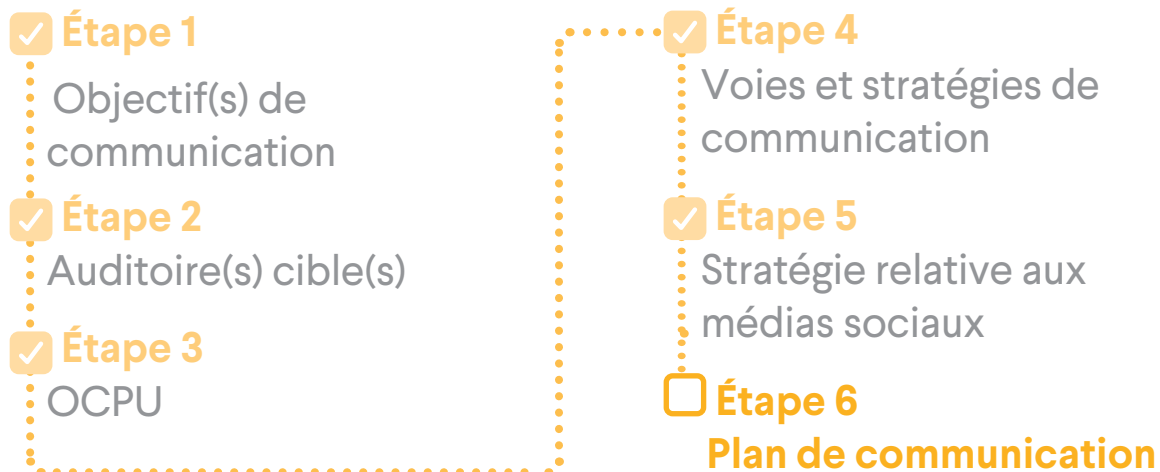 Étape 1
Objectif(s) de
communication
Étape 2
Auditoire(s) cible(s)
Étape 3
OCPU
Étape 4
Voies et stratégies de
communication
Étape 5
Stratégie relative aux
médias sociaux
Étape 6
Plan de communication